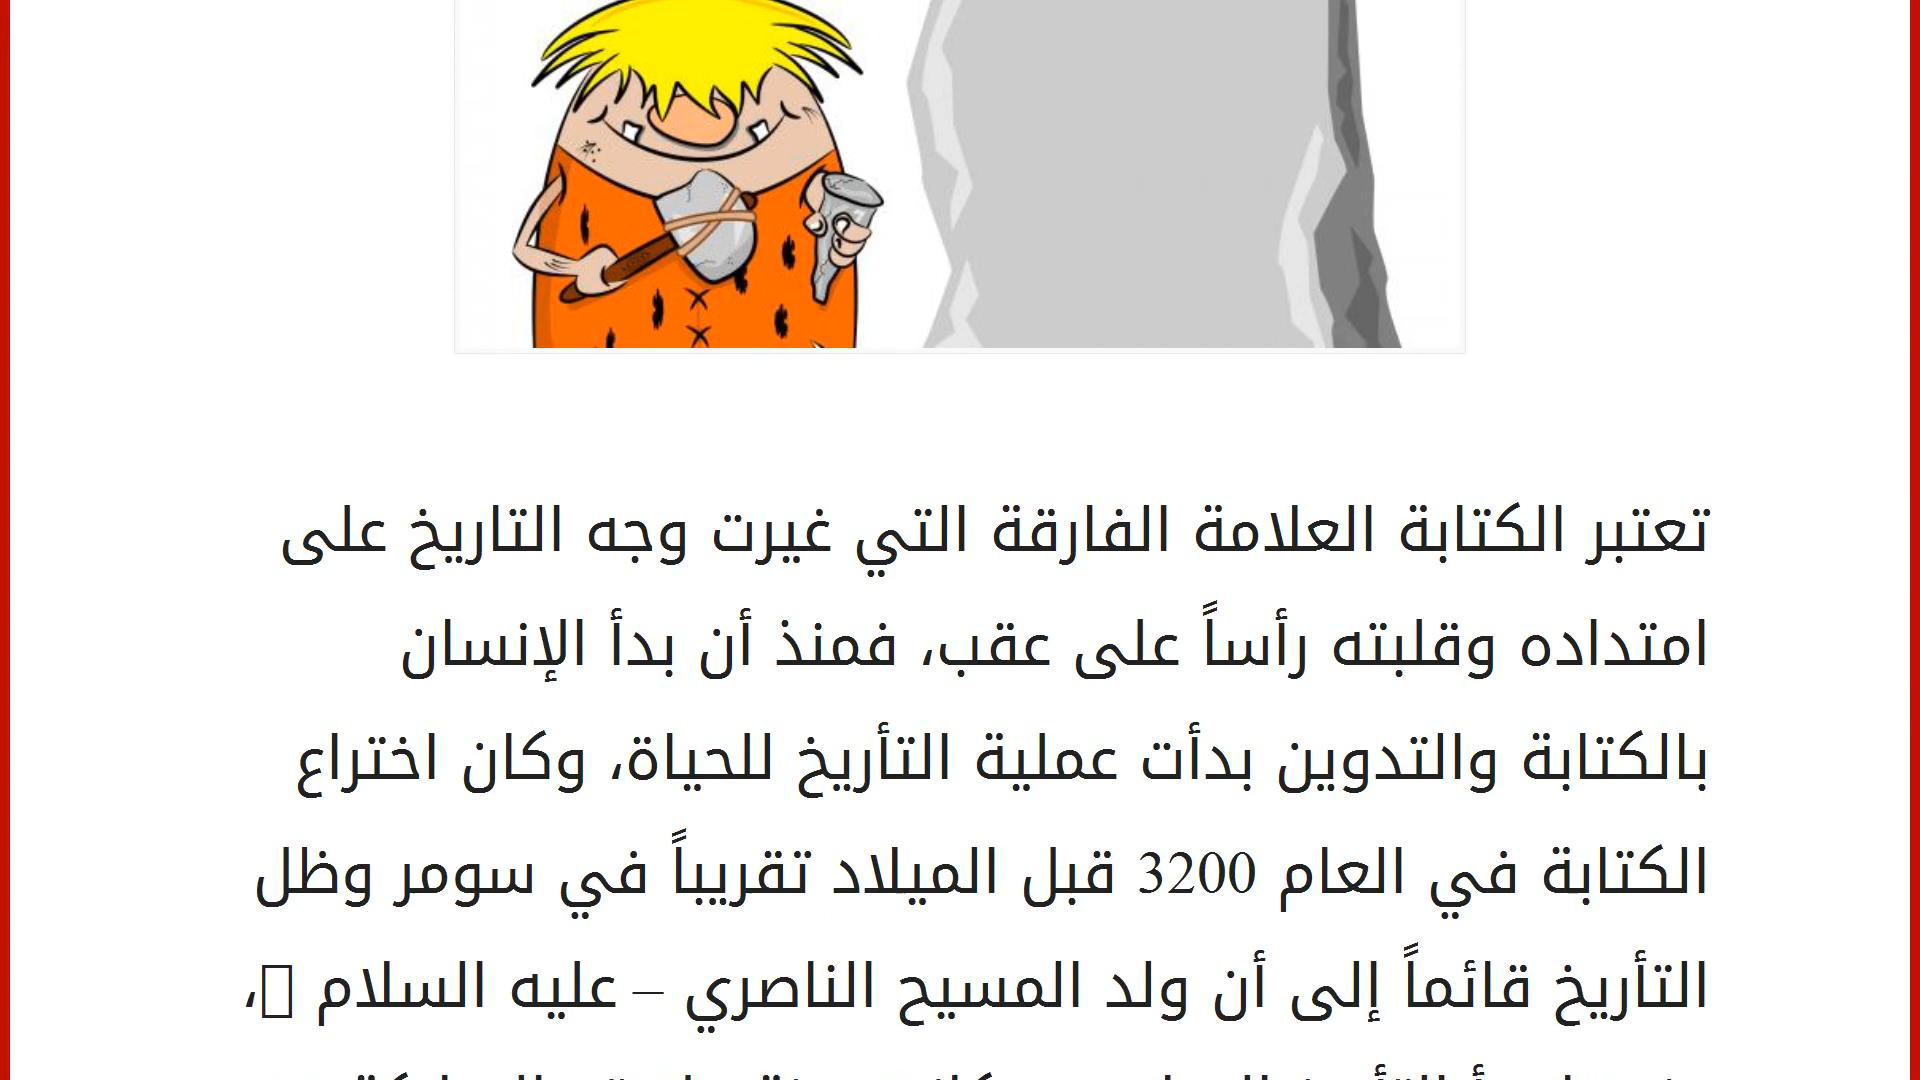 تعتبر الكتابة العلامة الفارقة التي غيرت وجه التاريخ على
امتداده وقلبته رأساً على عقب، فمنذ أن بدأ الإنسان
بالكتابة والتدوين بدأت عملية التأريخ للحياة، وكان اختراع
الكتابة في العام 3200 قبل الميلاد تقريباً في سومر وظل
التأريخ قائماً إلى أن ولد المسيح الناصري – عليه السلام ،